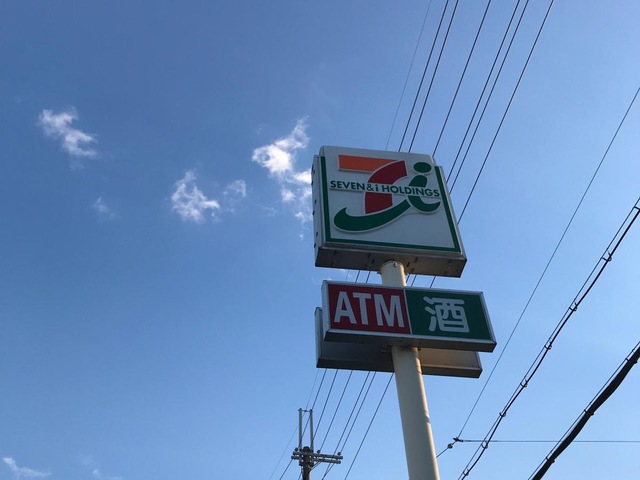 SEVEN & i HOLDINGS
ATM 酒